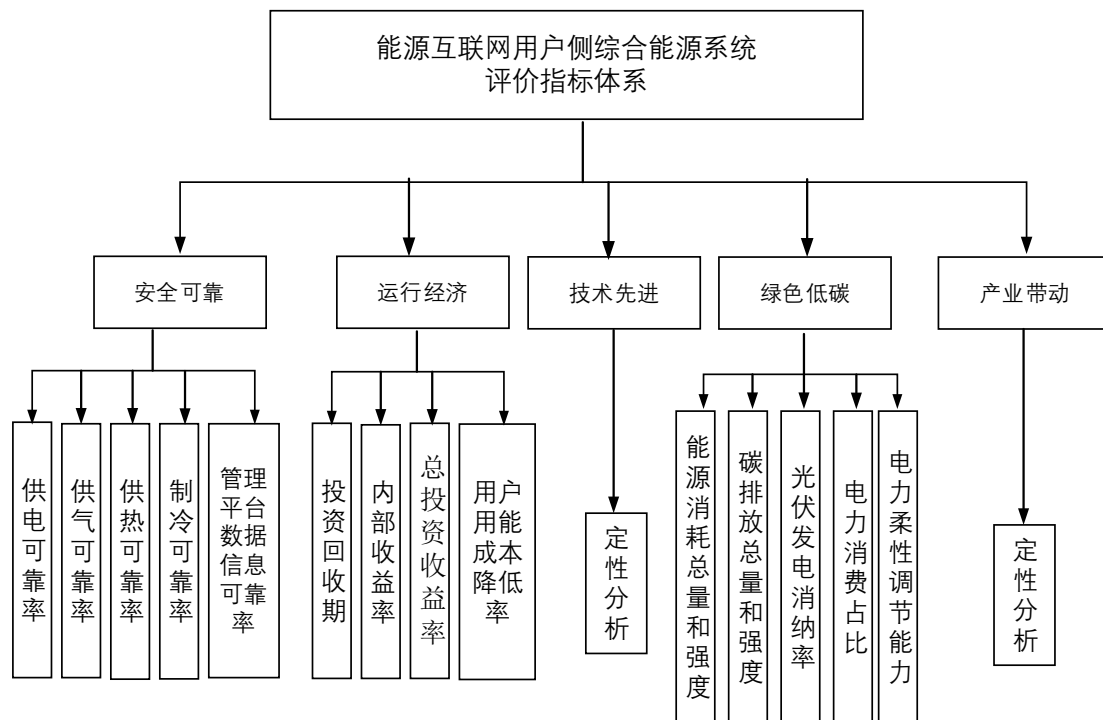 能源互联网用户侧综合能源系统
评价指标体系
安全可靠
运行经济
技术先进
绿色低碳
产业带动
供电可靠率
供气可靠率
供热可靠率
制冷可靠率
管理
平台
数据
信息
可靠
率
投资回收期
内部收益率
总投资收益率
用户
用能
成本
降低
率
定性分析
能源消耗总量和强度
碳排放总量和强度
光伏发电消纳率
电力消费占比
电力柔性调节能力
定性分析